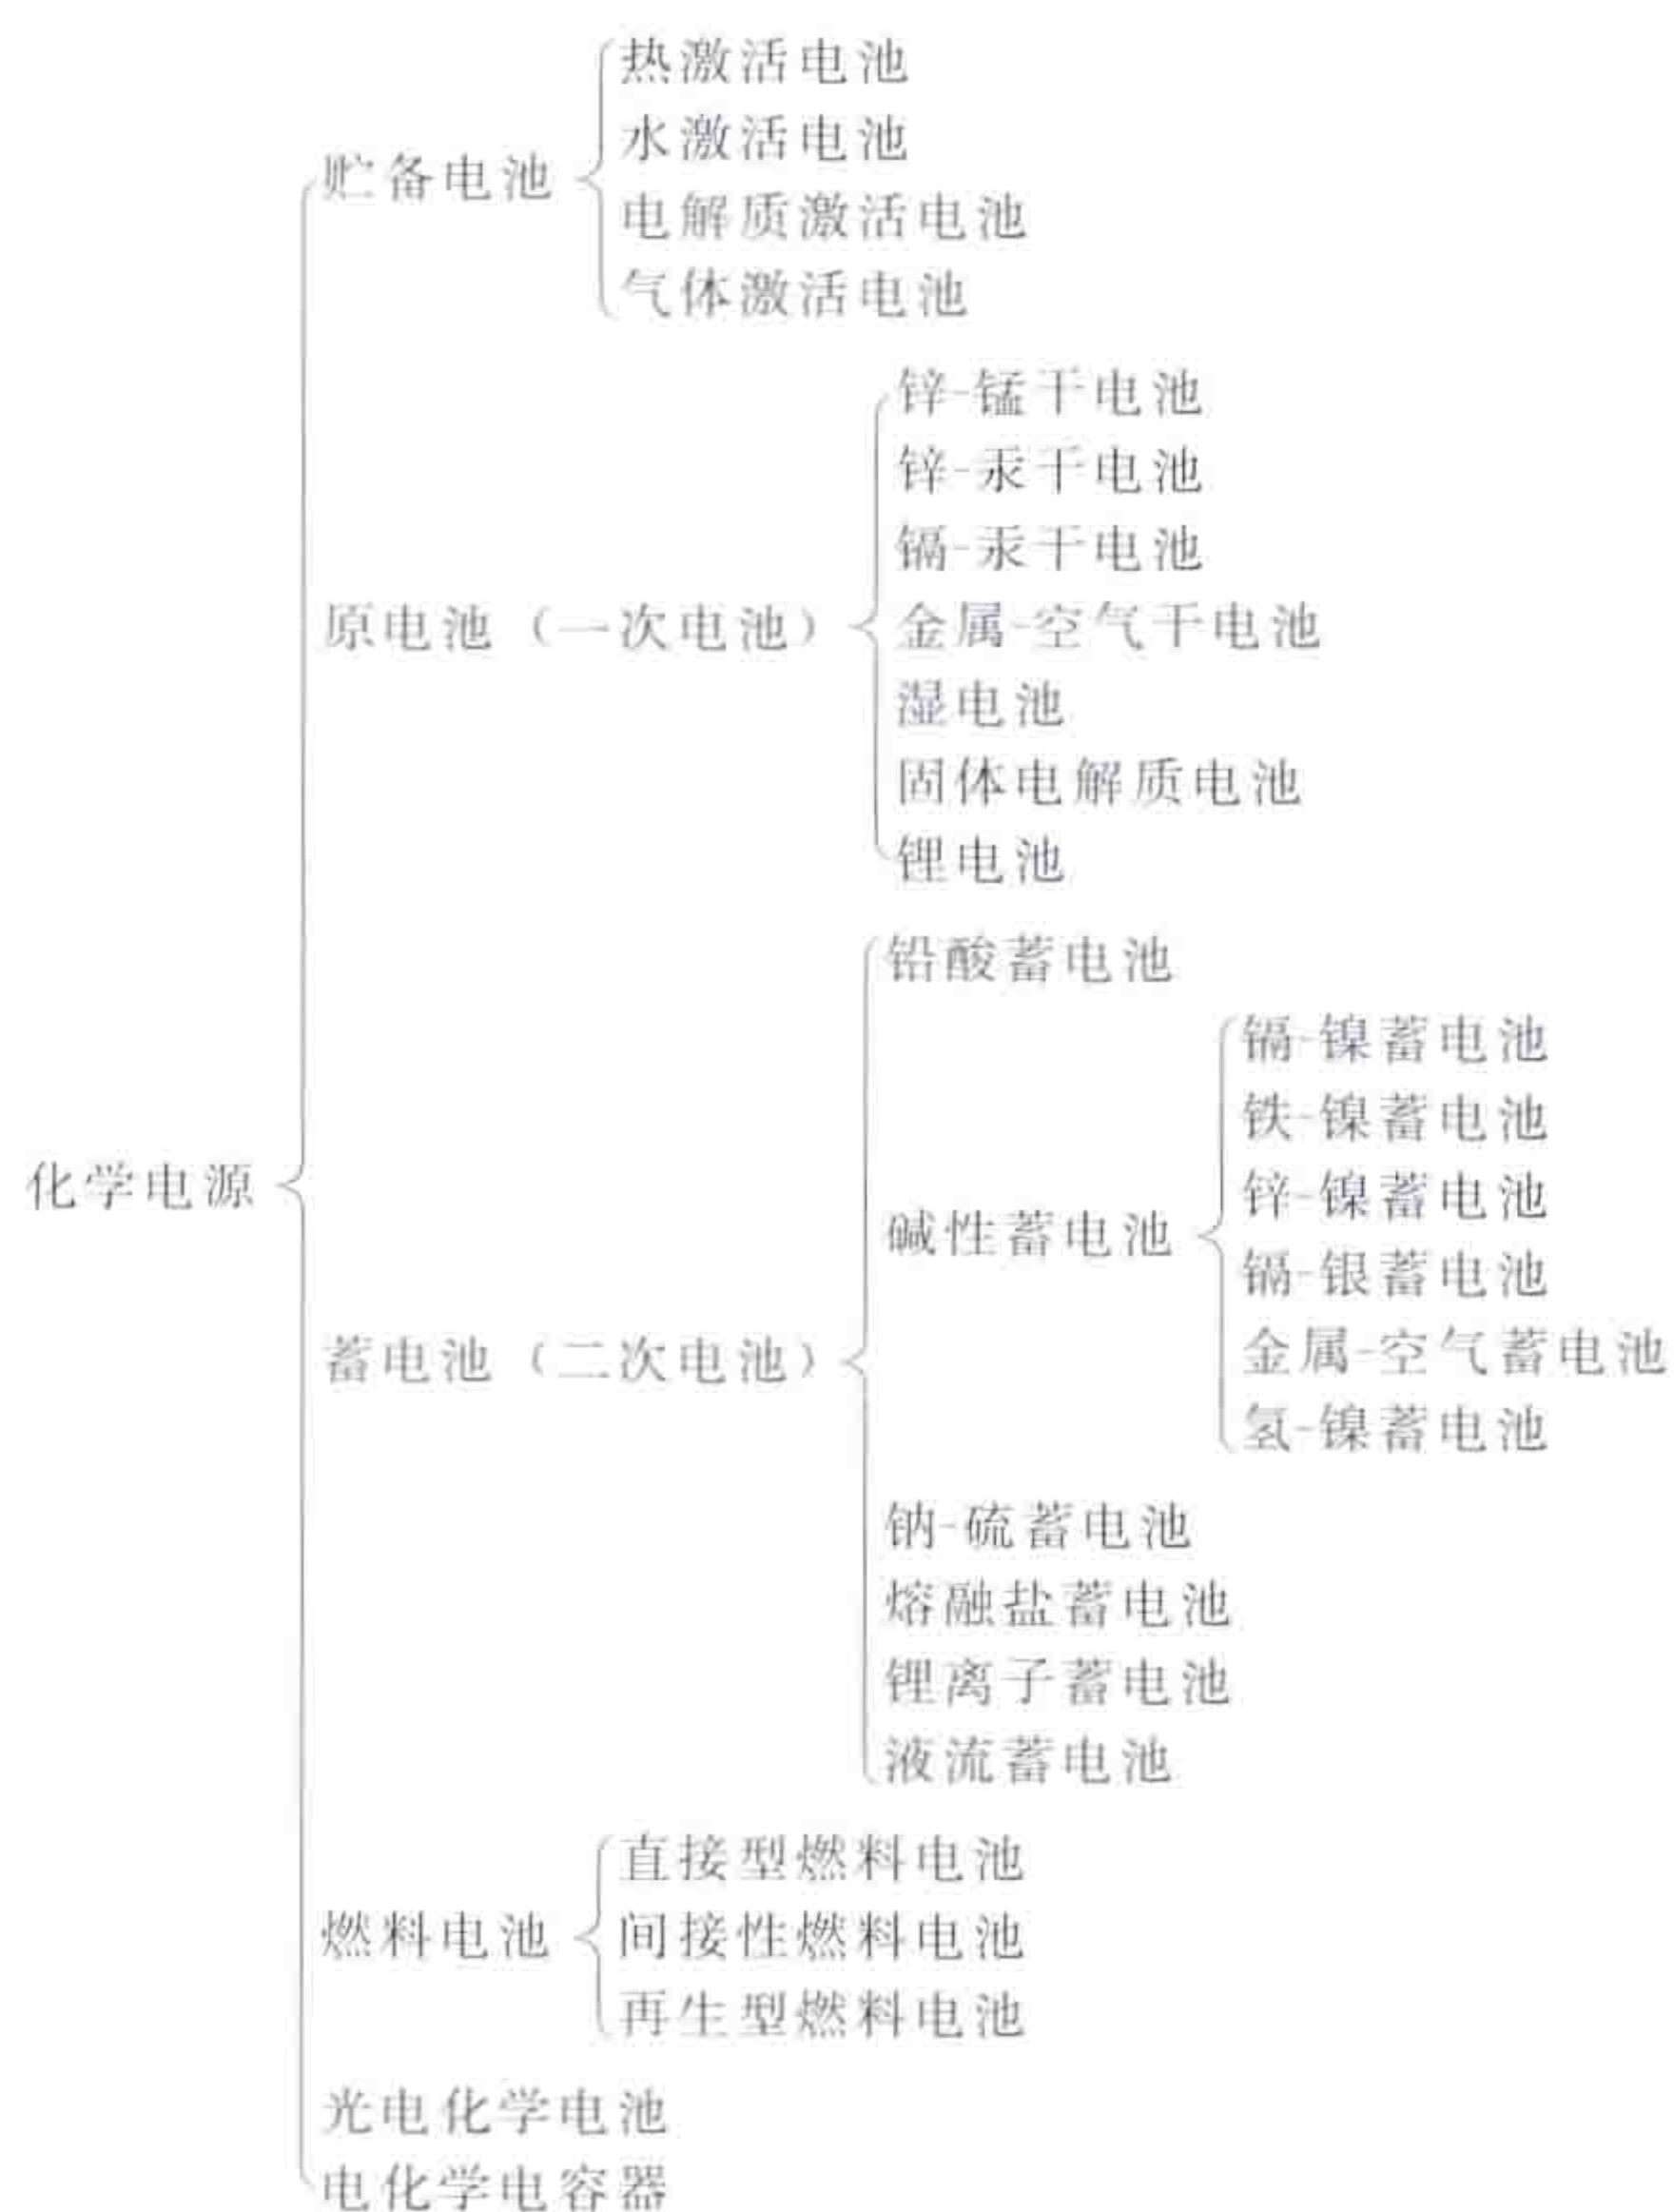 化学电源
贮备电池
热激活电池
水激活电池
电解质激活电池
气体激活电池
原电池（一次电池）
锌-锰干电池
锌-汞干电池
镉-汞干电池
金属-空气干电池
湿电池
固体电解质电池
锂电池
蓄电池（二次电池）
铅酸蓄电池
碱性蓄电池
镉-镍蓄电池
铁-镍蓄电池
锌-镍蓄电池
镉-银蓄电池
金属-空气蓄电池
氢-镍蓄电池
钠-硫蓄电池
熔融盐蓄电池
锂离子蓄电池
液流蓄电池
燃料电池
直接型燃料电池
间接性燃料电池
再生型燃料电池
光电化学电池
电化学电容器